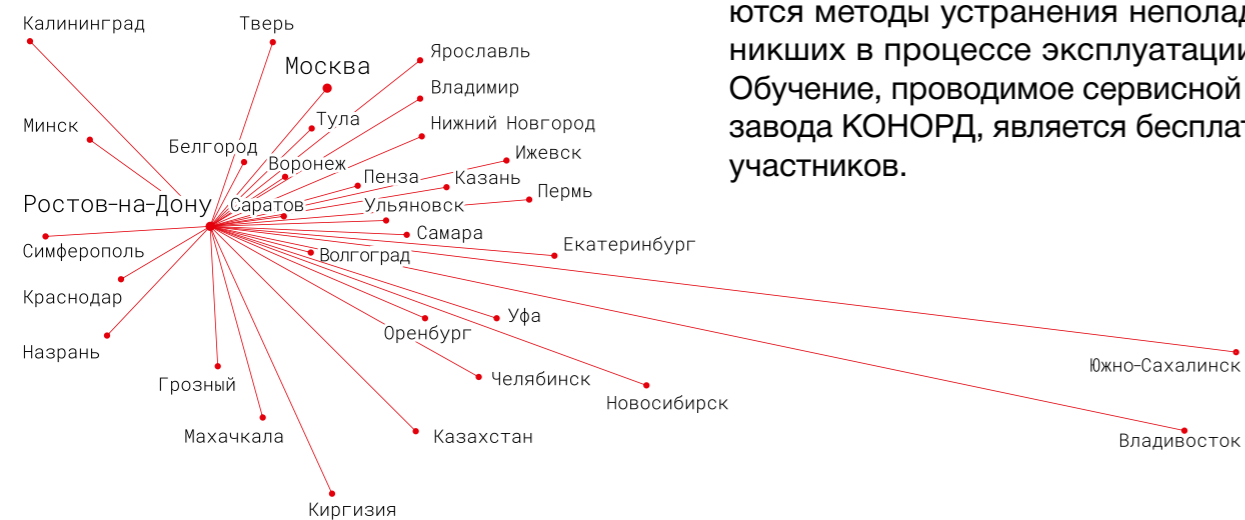 ются методы устранения неполад
никших в процессе эксплуатации
Обучение, проводимое сервисной
завода КОНОРД, является бесплат
участников.
Калининград
Тверь
Москва
Ярославль
Владимир
Минск
Тула
Нижний Новгород
Белгород
Воронеж
Ижевск
Пенза
Казань
Пермь
Ростов-на-Дону
Саратов
Ульяновск
Самара
Симферополь
Волгоград
Екатеринбург
Краснодар
Уфа
Оренбург
Назрань
Южно-Сахалинск
Грозный
Челябинск
Новосибирск
Махачкала
Казахстан
Владивосток
Киргизия